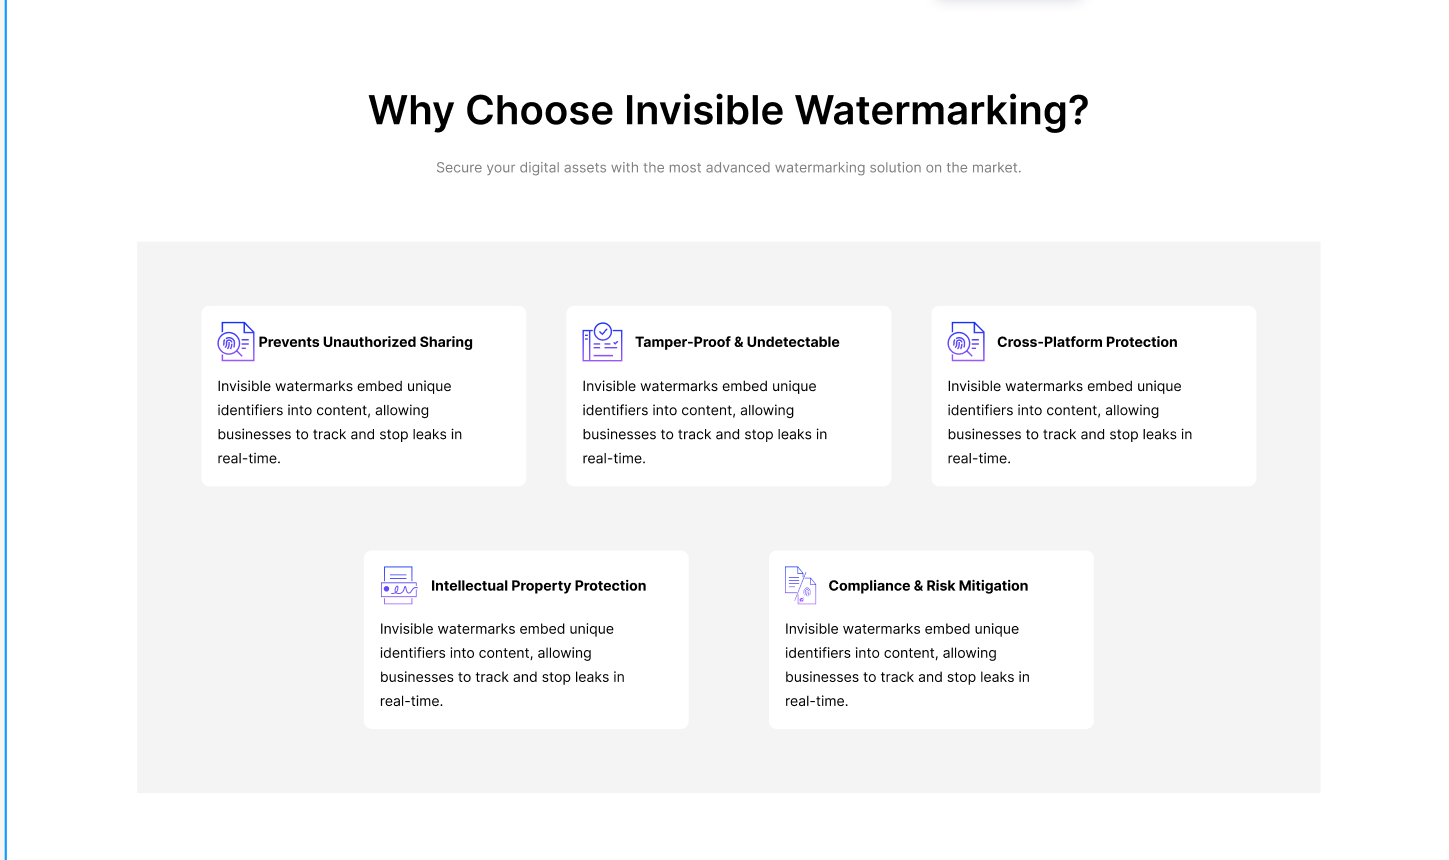 Why Choose Invisible Watermarking?
Secure your digital assets with the most advanced watermarking solution on the market.
Prevents Unauthorized Sharing
Invisible watermarks embed unique
identifiers into content, allowing
businesses to track and stop leaks in
real-time.
Tamper-Proof & Undetectable
Invisible watermarks embed unique
identifiers into content, allowing
businesses to track and stop leaks in
real-time.
Cross-Platform Protection
Invisible watermarks embed unique
identifiers into content, allowing
businesses to track and stop leaks in
real-time.
Intellectual Property Protection
Invisible watermarks embed unique
identifiers into content, allowing
businesses to track and stop leaks in
real-time.
Compliance & Risk Mitigation
Invisible watermarks embed unique
identifiers into content, allowing
businesses to track and stop leaks in
real-time.